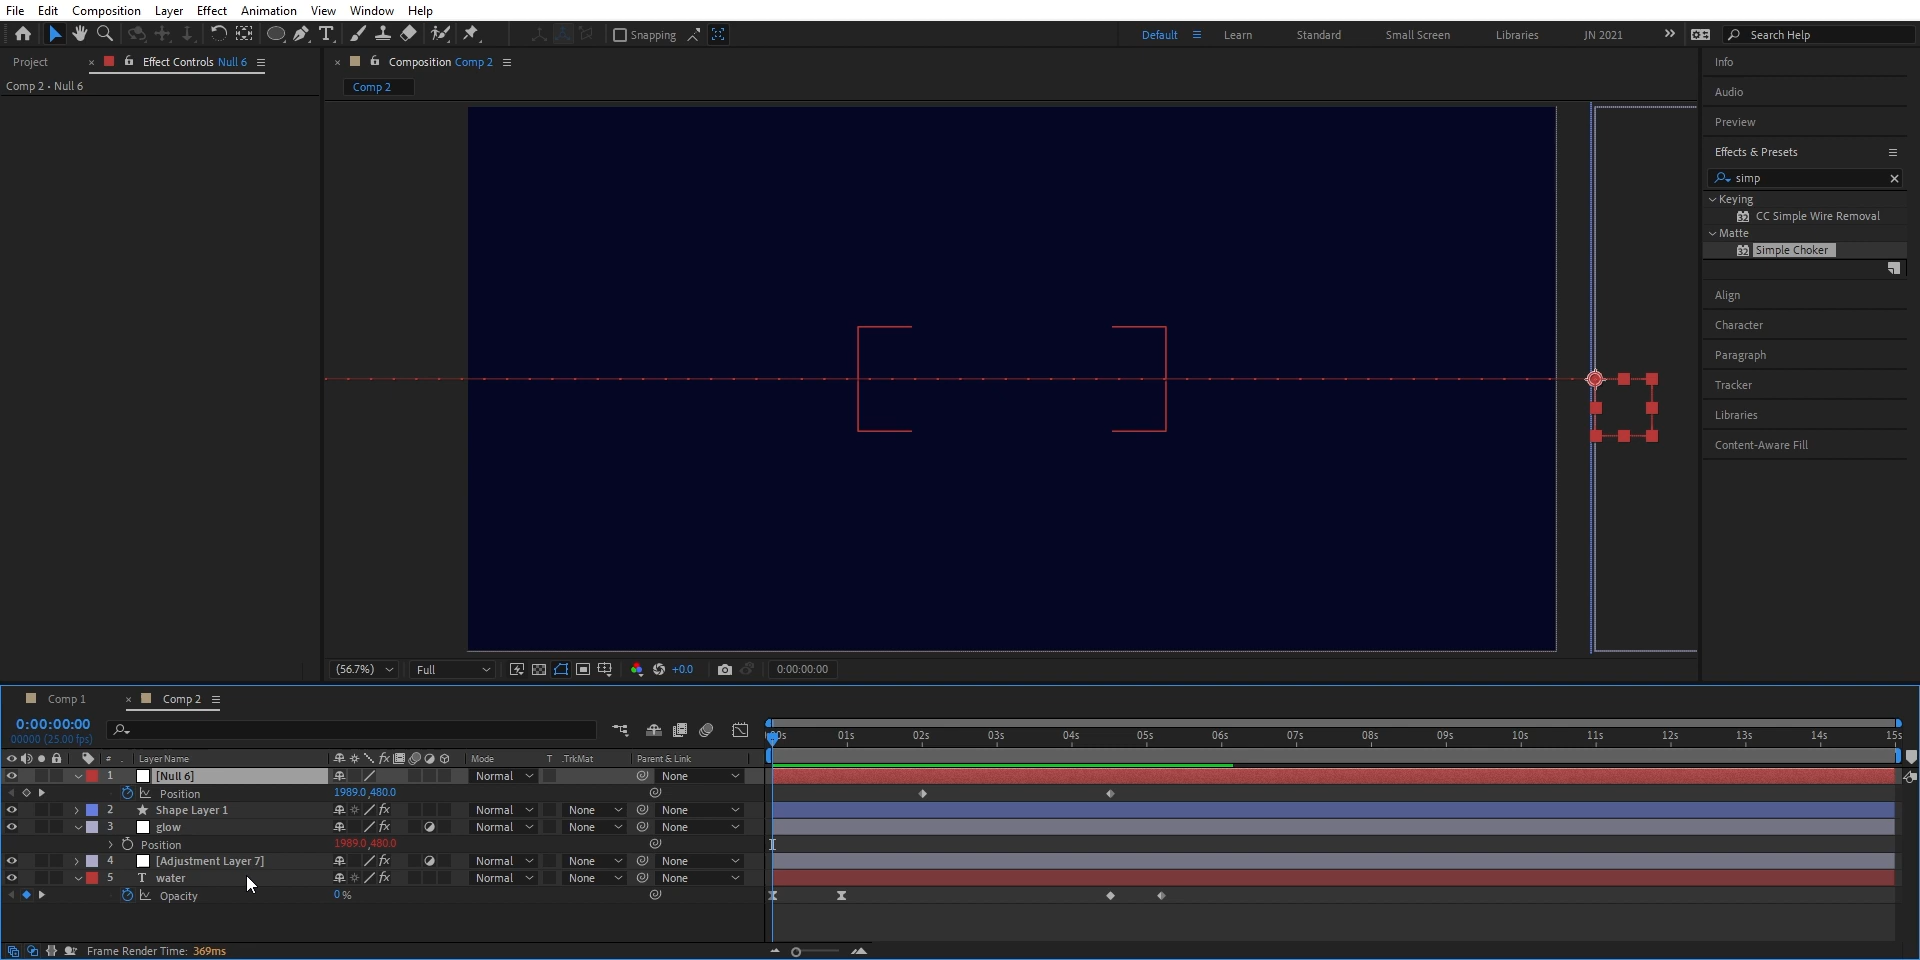 File Edit Composition Layer Effect Animation View Window Help
Snapping Default Learn Standard Small Screen Libraries JN 2021 Search Help
Project Effect Controls Null 6 Composition Comp 2 Info
Comp 2 • Null 6 Comp 2
Audio
Preview
Effects & Presets
simp
Keying
CC Simple Wire Removal
Matte
Simple Choker
Align
Character
Paragraph
Tracker
Libraries
Content-Aware Fill
(56.7%) Full +0.0 0:00:00:00
Comp 1 Comp 2
0:00:00:00
00000 (25.00 fps)
00s 01s 02s 03s 04s 05s 06s 07s 08s 09s 10s 11s 12s 13s 14s 15s
# Layer Name Mode T .TrkMat Parent & Link
1 [Null 6] Normal None
Position 1989.0,480.0
2 Shape Layer 1 Normal None None
3 glow Normal None None
Position 1989.0,480.0
4 [Adjustment Layer 7] Normal None None
5 T water Normal None None
Opacity 0%
Frame Render Time: 369ms